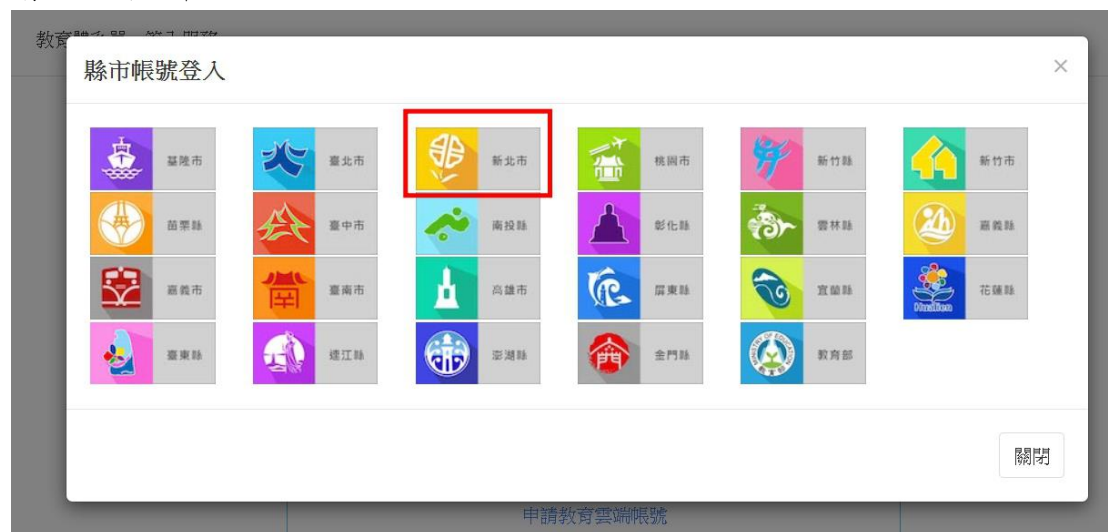 縣市帳號登入
×
基隆市 臺北市 新北市 桃園市 新竹縣 新竹市
苗栗縣 臺中市 南投縣 彰化縣 雲林縣 嘉義縣
嘉義市 臺南市 高雄市 屏東縣 宜蘭縣 Hualien 花蓮縣
臺東縣 連江縣 澎湖縣 金門縣 MINISTRY OF EDUCATION 教育部
關閉
申請教育雲端帳號